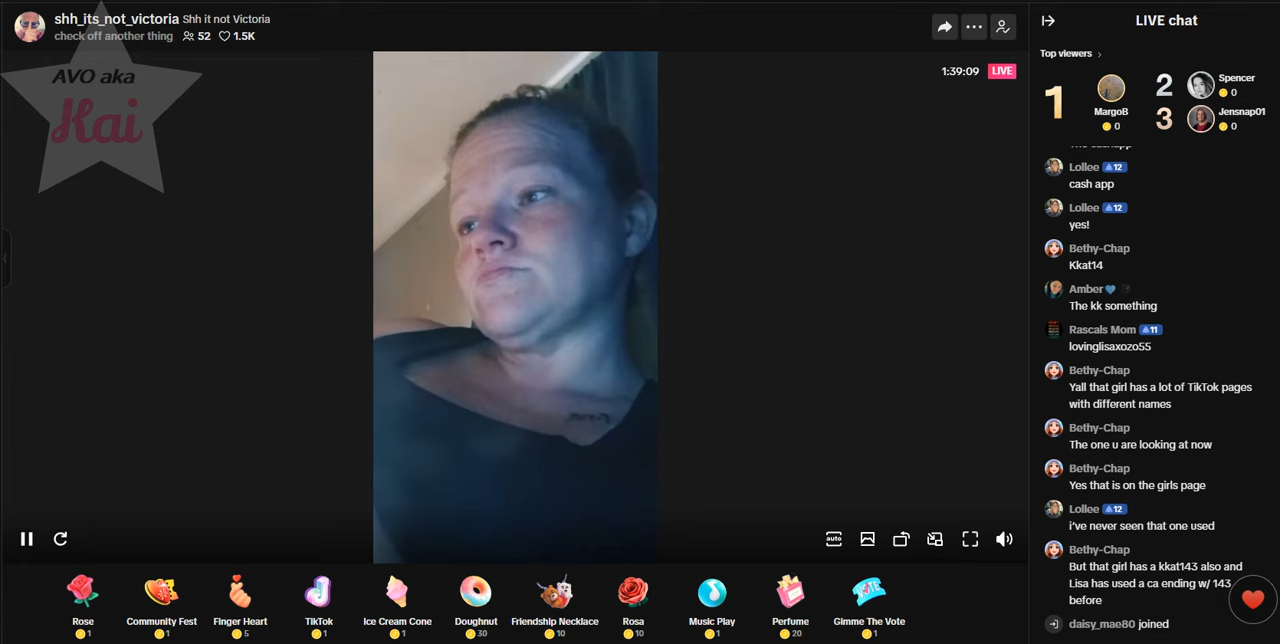 shh_its_not_victoria Shh it not Victoria
check off another thing 52 1.5K
AVO aka
Kai
1:39:09 LIVE
LIVE chat
Top viewers
1 MargoB 0
2 Spencer 0
3 Jensnap01 0
Lollee 12
cash app
Lollee 12
yes!
Bethy-Chap
Kkat14
Amber
The kk something
Rascals Mom 11
lovinglisaxozo55
Bethy-Chap
Yall that girl has a lot of TikTok pages
with different names
Bethy-Chap
The one u are looking at now
Bethy-Chap
Yes that is on the girls page
Lollee 12
i've never seen that one used
Bethy-Chap
But that girl has a kkat143 also and
Lisa has used a ca ending w/ 143
before
daisy_mae80 joined
auto
Rose Community Fest Finger Heart TikTok Ice Cream Cone Doughnut Friendship Necklace Rosa Music Play Perfume GImme The Vote
1 1 5 1 1 30 10 10 1 20 1